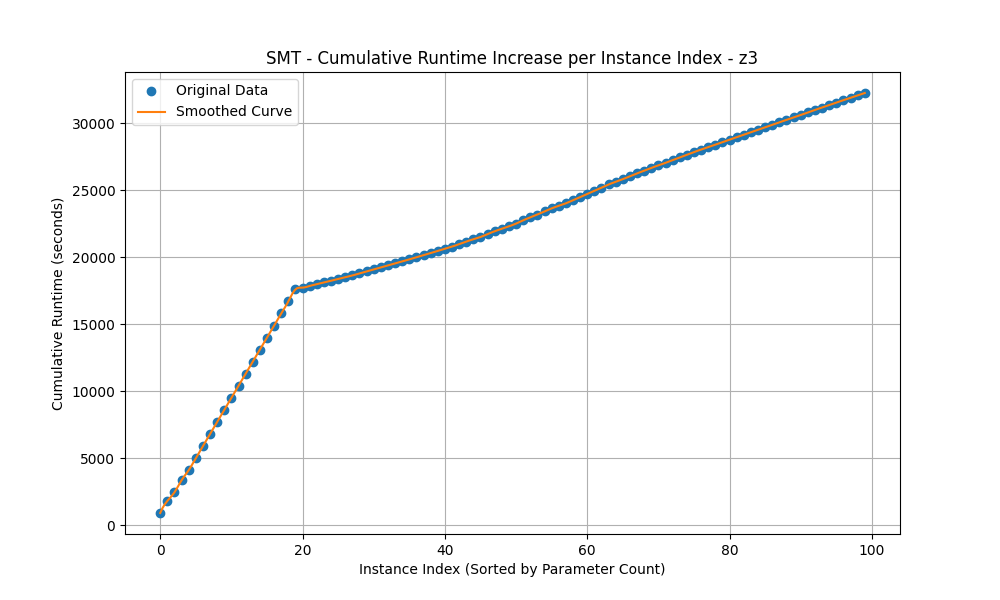 SMT - Cumulative Runtime Increase per Instance Index - z3
Original Data
Smoothed Curve
Cumulative Runtime (seconds)
30000
25000
20000
15000
10000
5000
0
0 20 40 60 80 100
Instance Index (Sorted by Parameter Count)